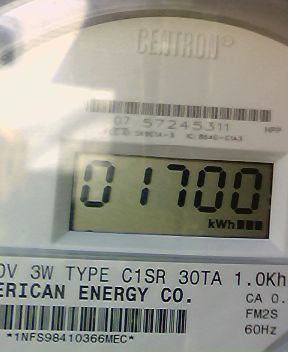 CENTRON®
07 57245311 HPP
01700
kWh
0V 3W TYPE C1SR 30TA 1.0Kh
ERICAN ENERGY CO.
CA 0.
FM2S
60Hz
*1NFS98410366MEC*